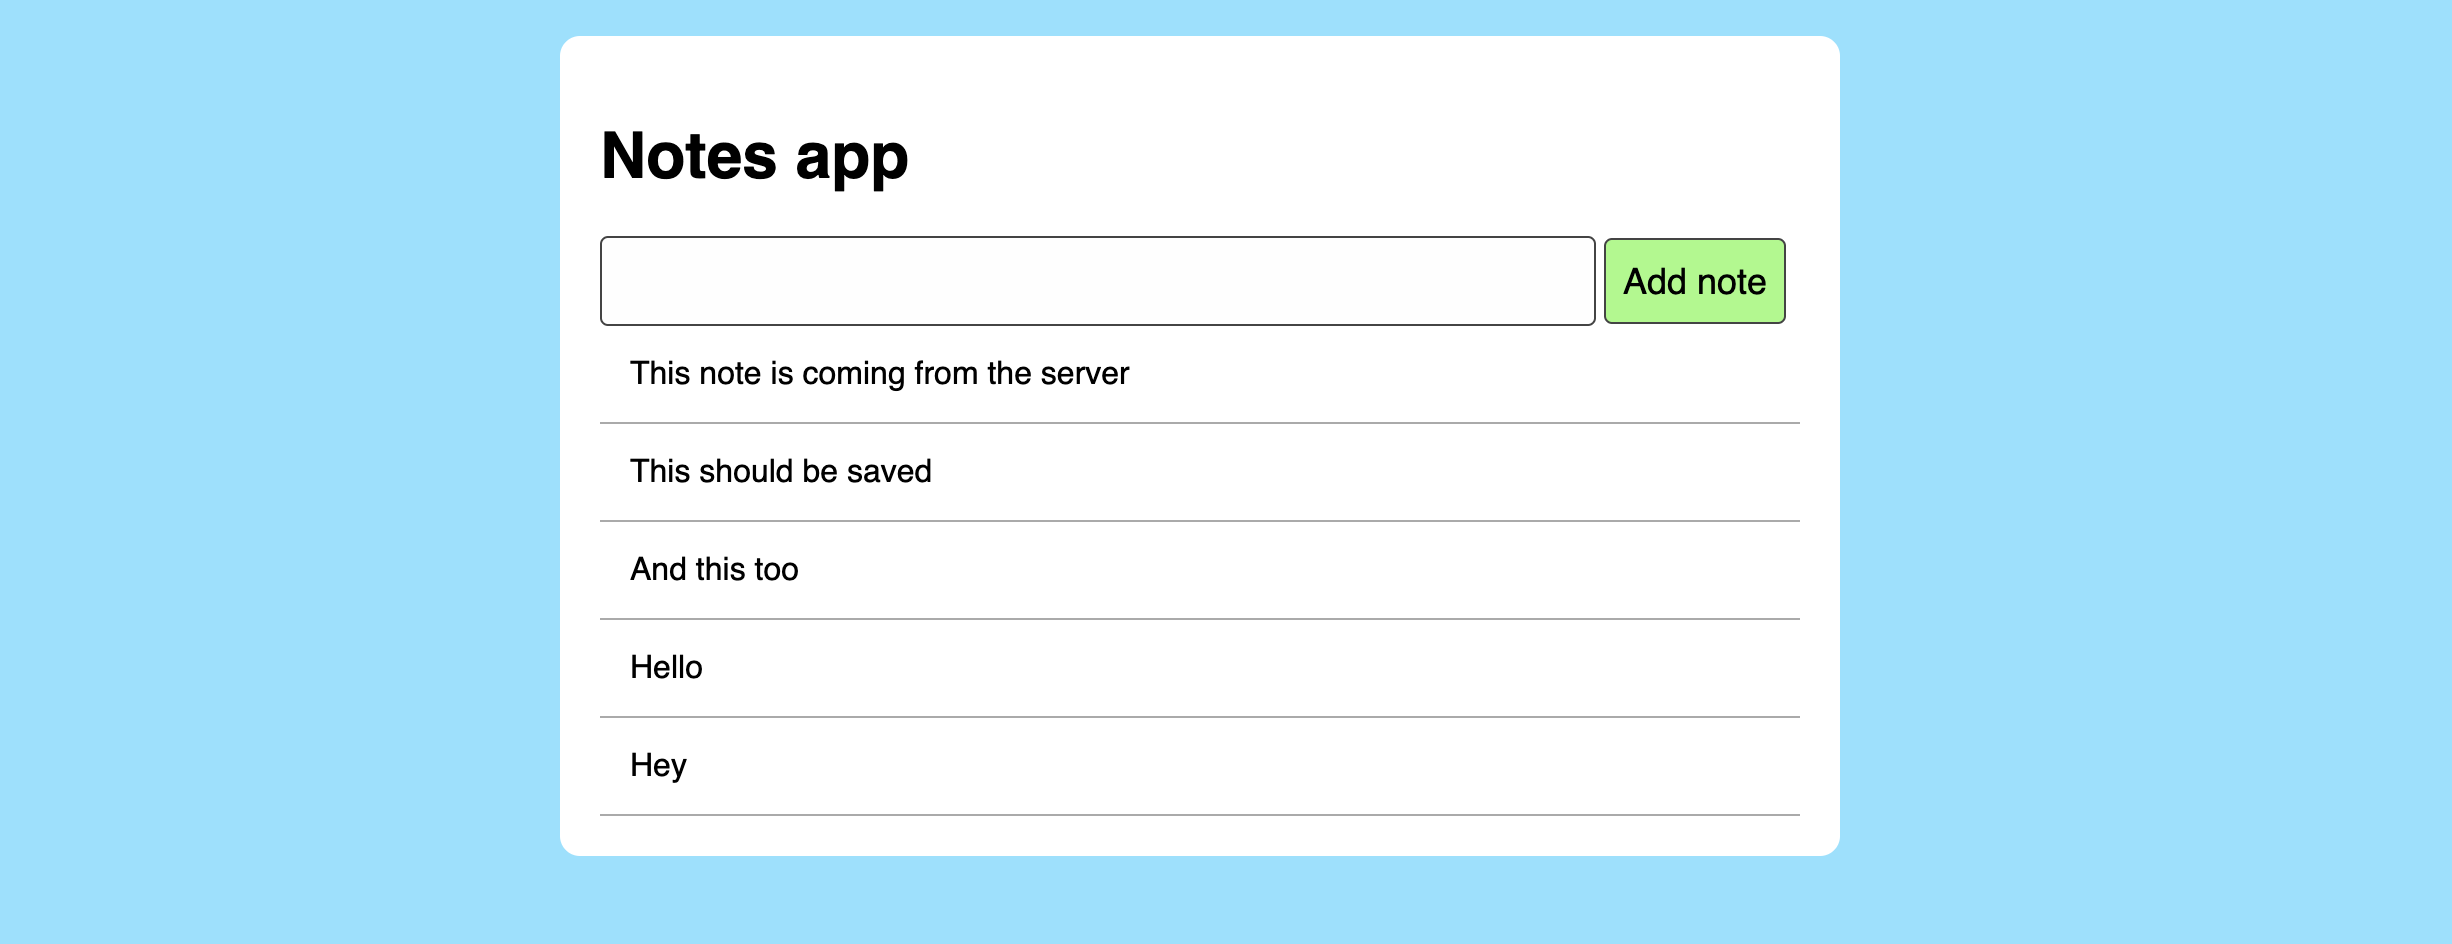 Notes app
Add note
This note is coming from the server
This should be saved
And this too
Hello
Hey